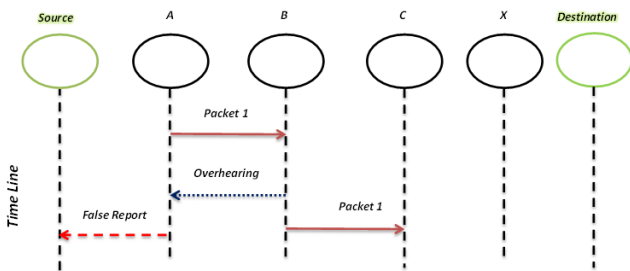 Source A B C X Destination
Packet 1
Overhearing
Packet 1
False Report
Time Line